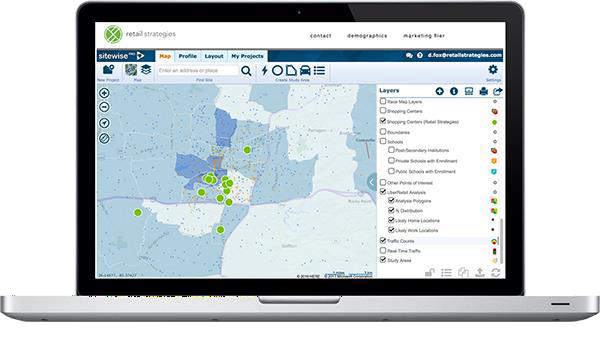 retail strategies
contact demographics marketing flier
sitewise PRO Map Profile Layout My Projects d.fox@retailstrategies.com
Enter an address or place
New Project Map Find Site Create Study Area Settings
Layers
Race Map Layers
Shopping Centers
Shopping Centers (Retail Strategies)
Boundaries
Schools
Post-Secondary Institutions
Private Schools with Enrollment
Public Schools with Enrollment
Other Points of Interest
UberRetail Analysis
Analysis Polygons
% Distribution
Likely Home Locations
Likely Work Locations
Traffic Counts
Real-Time Traffic
Study Areas